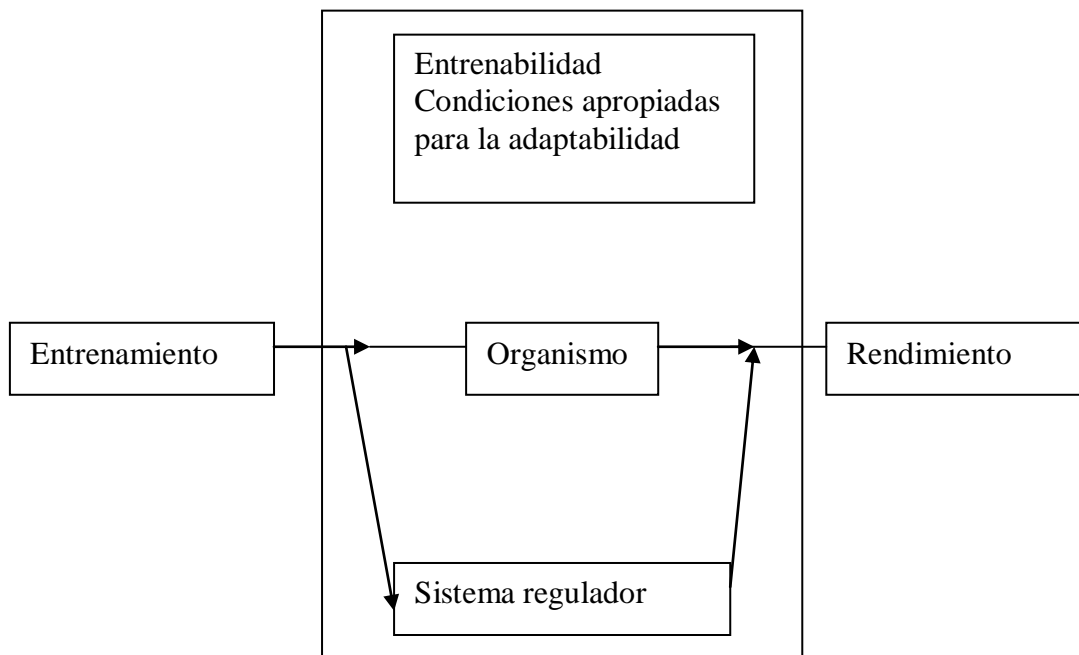 Entrenabilidad
Condiciones apropiadas
para la adaptabilidad
Entrenamiento
Organismo
Rendimiento
Sistema regulador